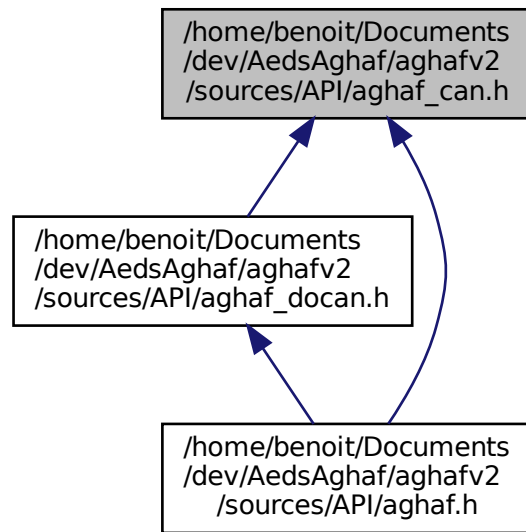 /home/benoit/Documents
/dev/AedsAghaf/aghafv2
/sources/API/aghaf_can.h
/home/benoit/Documents
/dev/AedsAghaf/aghafv2
/sources/API/aghaf_docan.h
/home/benoit/Documents
/dev/AedsAghaf/aghafv2
/sources/API/aghaf.h